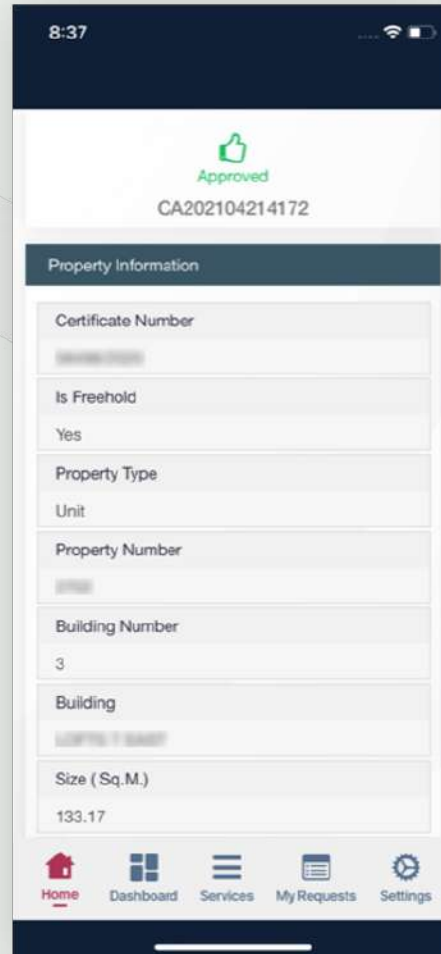 8:37
Approved
CA202104214172
Property Information
Certificate Number
Is Freehold
Yes
Property Type
Unit
Property Number
Building Number
3
Building
Size ( Sq.M.)
133.17
Home Dashboard Services My Requests Settings